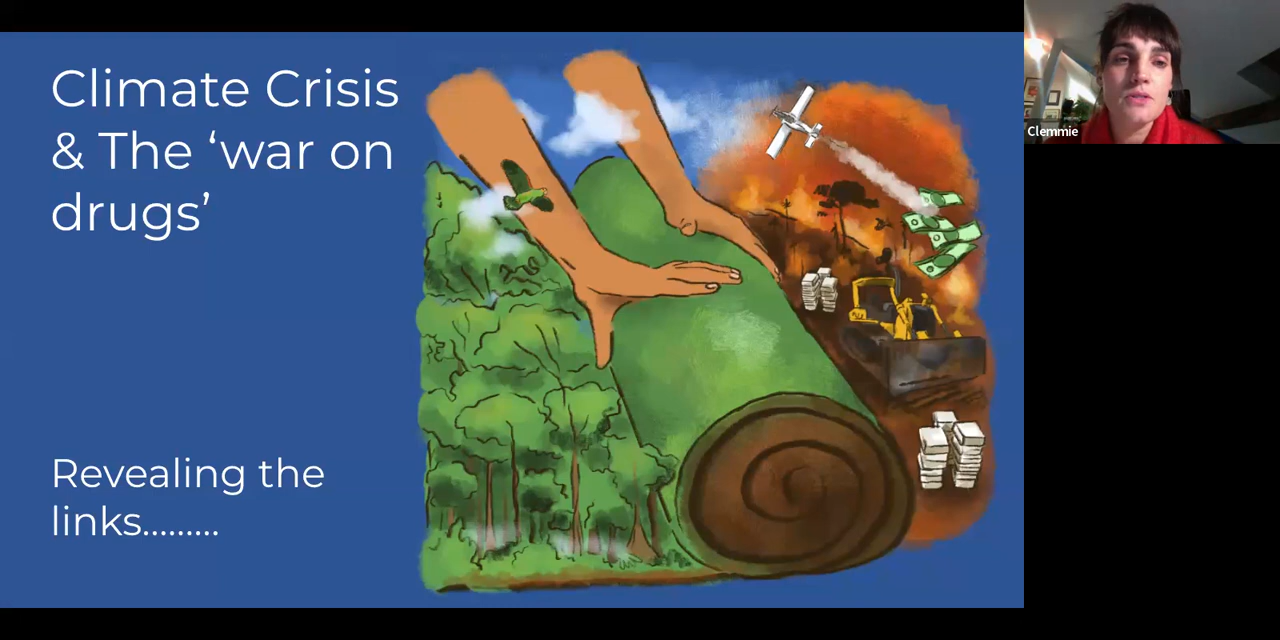 Climate Crisis
& The ‘war on
drugs’
Revealing the
links.........
Clemmie